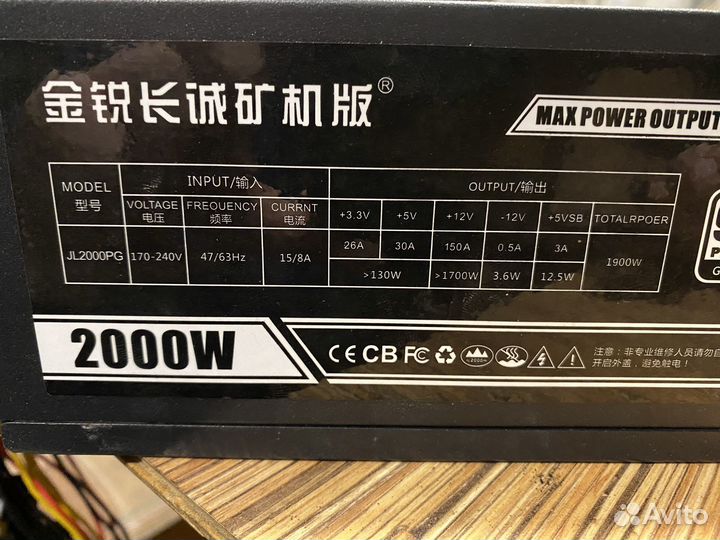 金锐长诚矿机版®
MAX POWER OUTPUT
MODEL 型号 INPUT/输入 OUTPUT/输出
VOLTAGE 电压 FREOUENCY 频率 CURRNT 电流 +3.3V +5V +12V -12V +5VSB TOTALRPOER
JL2000PG 170-240V 47/63Hz 15/8A 26A 30A 150A 0.5A 3A 1900W
>130W >1700W 3.6W 12.5W
2000W
CE CB FC ≤2000m
注意：非专业维修人员请勿自
开启外盖，避免触电！
Avito